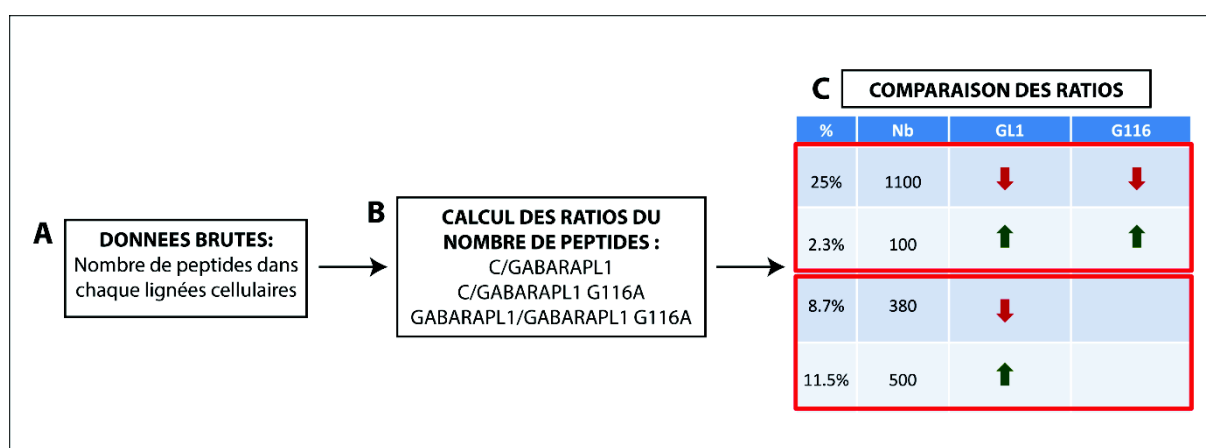 A
DONNEES BRUTES:
Nombre de peptides dans
chaque lignées cellulaires
B
CALCUL DES RATIOS DU
NOMBRE DE PEPTIDES :
C/GABARAPL1
C/GABARAPL1 G116A
GABARAPL1/GABARAPL1 G116A
C
COMPARAISON DES RATIOS
% Nb GL1 G116
25% 1100
2.3% 100
8.7% 380
11.5% 500